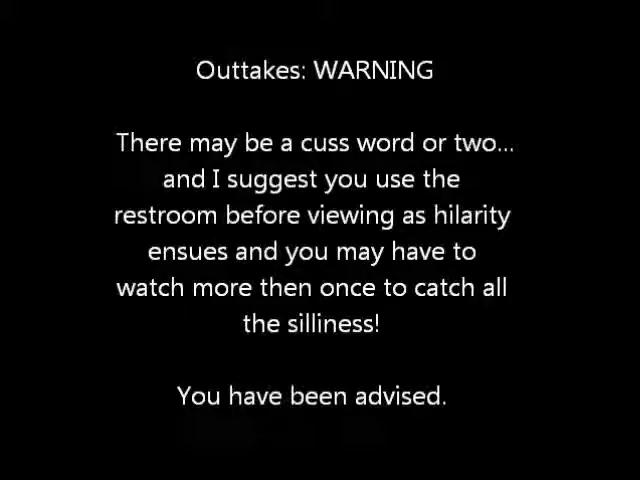 Outtakes: WARNING
There may be a cuss word or two...
and I suggest you use the
restroom before viewing as hilarity
ensues and you may have to
watch more then once to catch all
the silliness!
You have been advised.